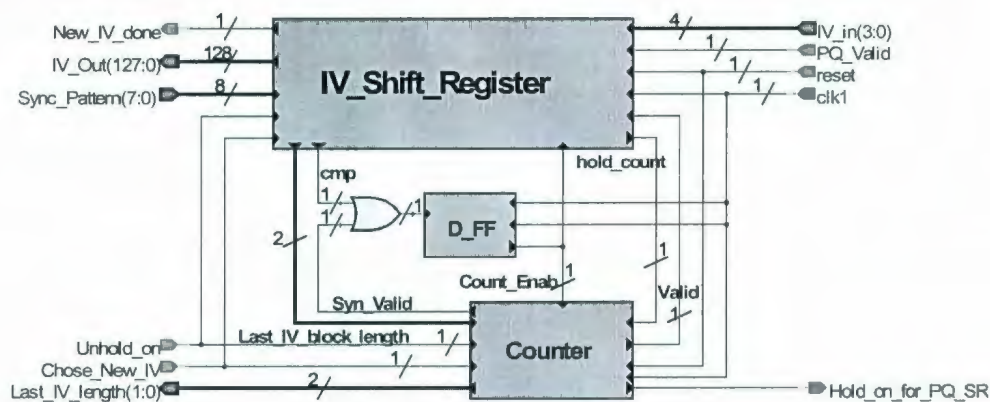 New_IV_done
1
IV_Out(127:0)
128
Sync_Pattern(7:0)
8
IV_Shift_Register
4
IV_in(3:0)
1
PQ_Valid
1
reset
1
clk1
hold_count
cmp
1
1
1
D_FF
2
1
Count_Enab
1
Syn_Valid
Valid
1
Last_IV_block_length
1
Unhold_on
Counter
1
Chose_New_IV
2
Last_IV_length(1:0)
Hold_on_for_PQ_SR